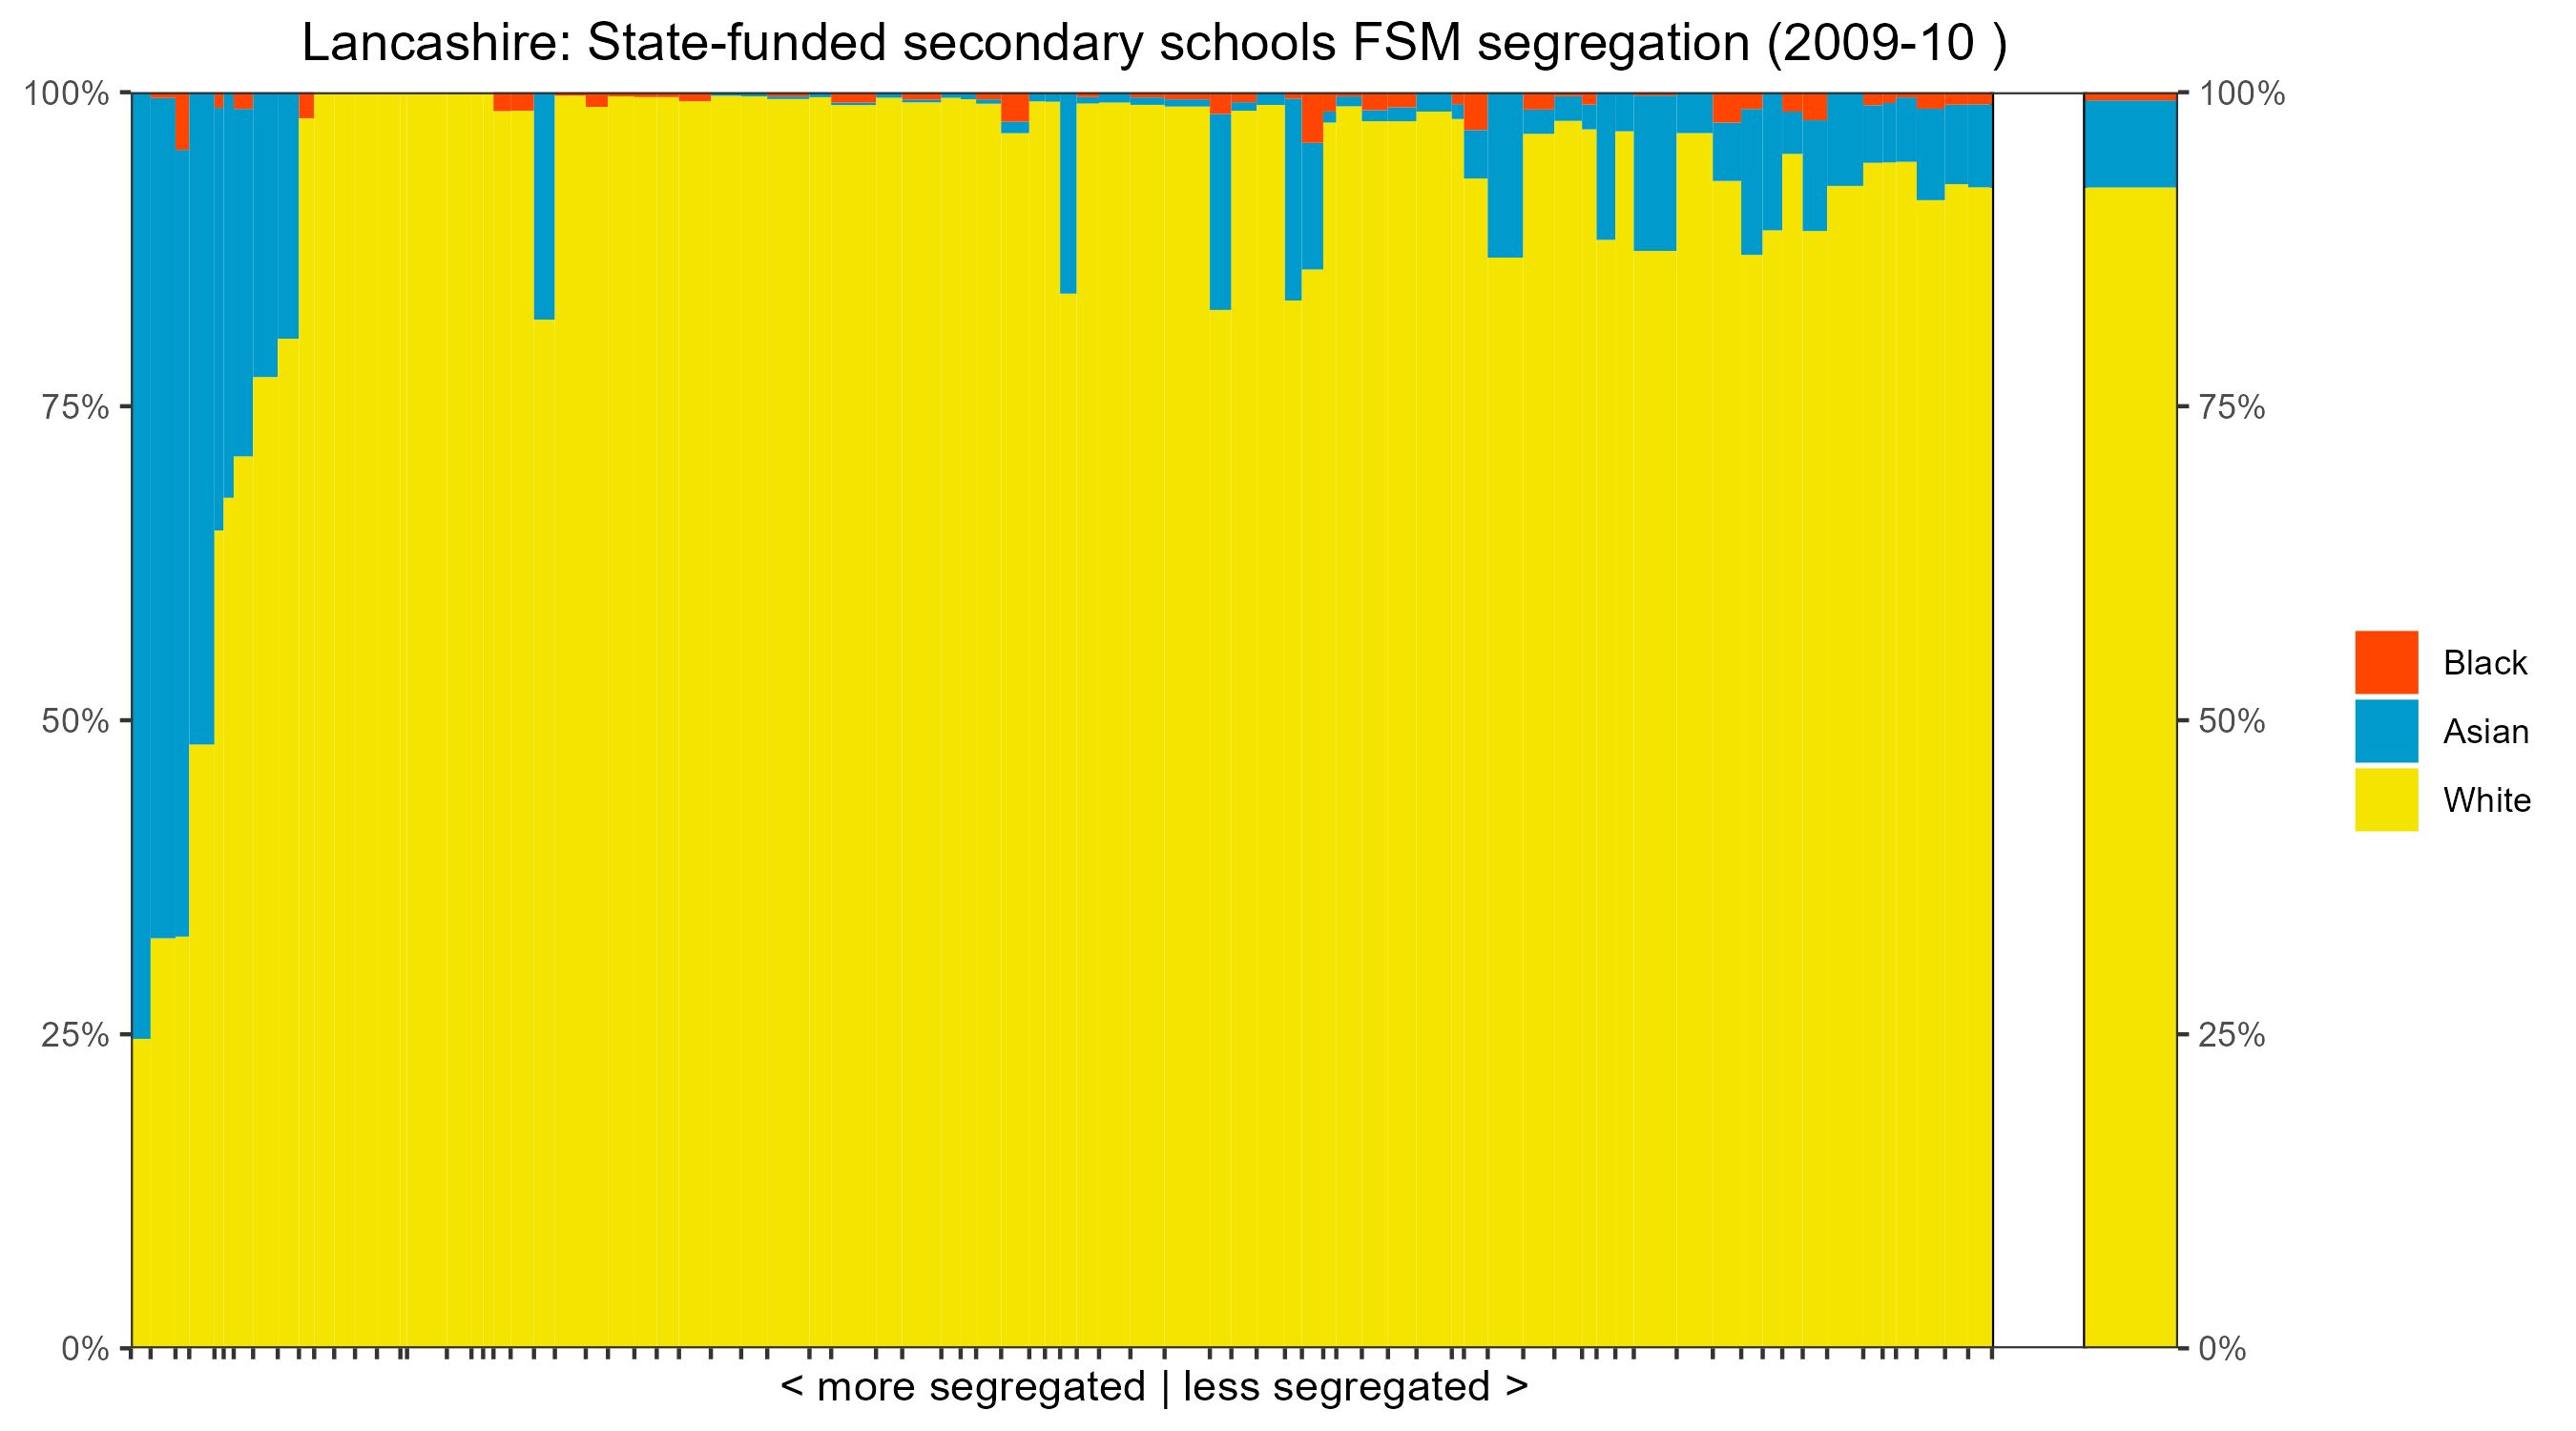 Lancashire: State-funded secondary schools FSM segregation (2009-10 )
100%
75%
50%
25%
0%
100%
75%
50%
25%
0%
Black
Asian
White
< more segregated | less segregated >